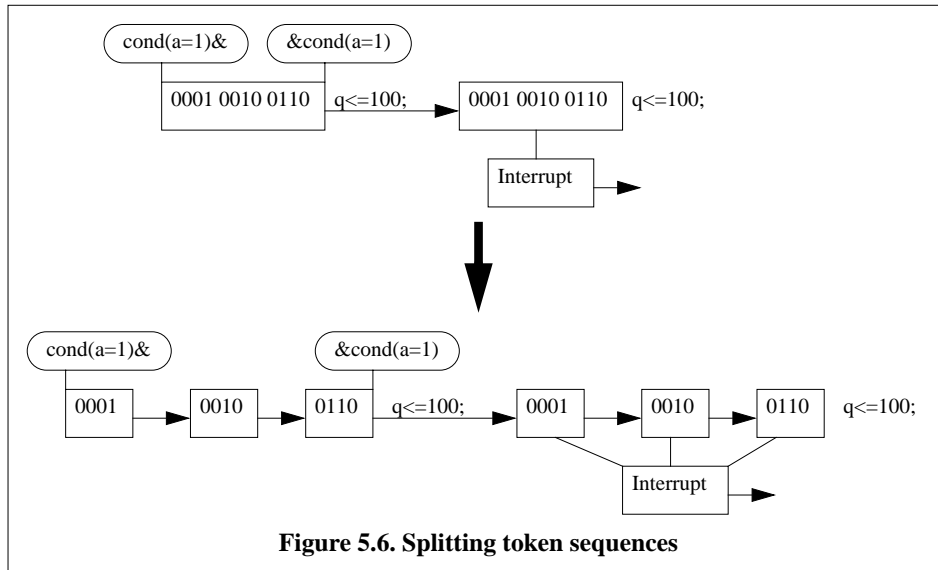 cond(a=1)& &cond(a=1)
0001 0010 0110 q<=100; 0001 0010 0110 q<=100;
Interrupt
cond(a=1)& &cond(a=1)
0001 0010 0110 q<=100; 0001 0010 0110 q<=100;
Interrupt
Figure 5.6. Splitting token sequences